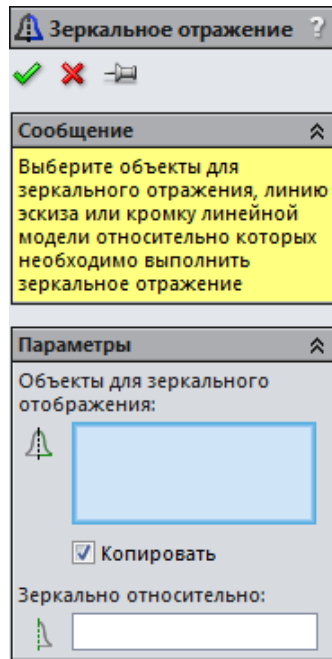 Зеркальное отражение ?
Сообщение
Выберите объекты для
зеркального отражения, линию
эскиза или кромку линейной
модели относительно которых
необходимо выполнить
зеркальное отражение
Параметры
Объекты для зеркального
отображения:
Копировать
Зеркально относительно: